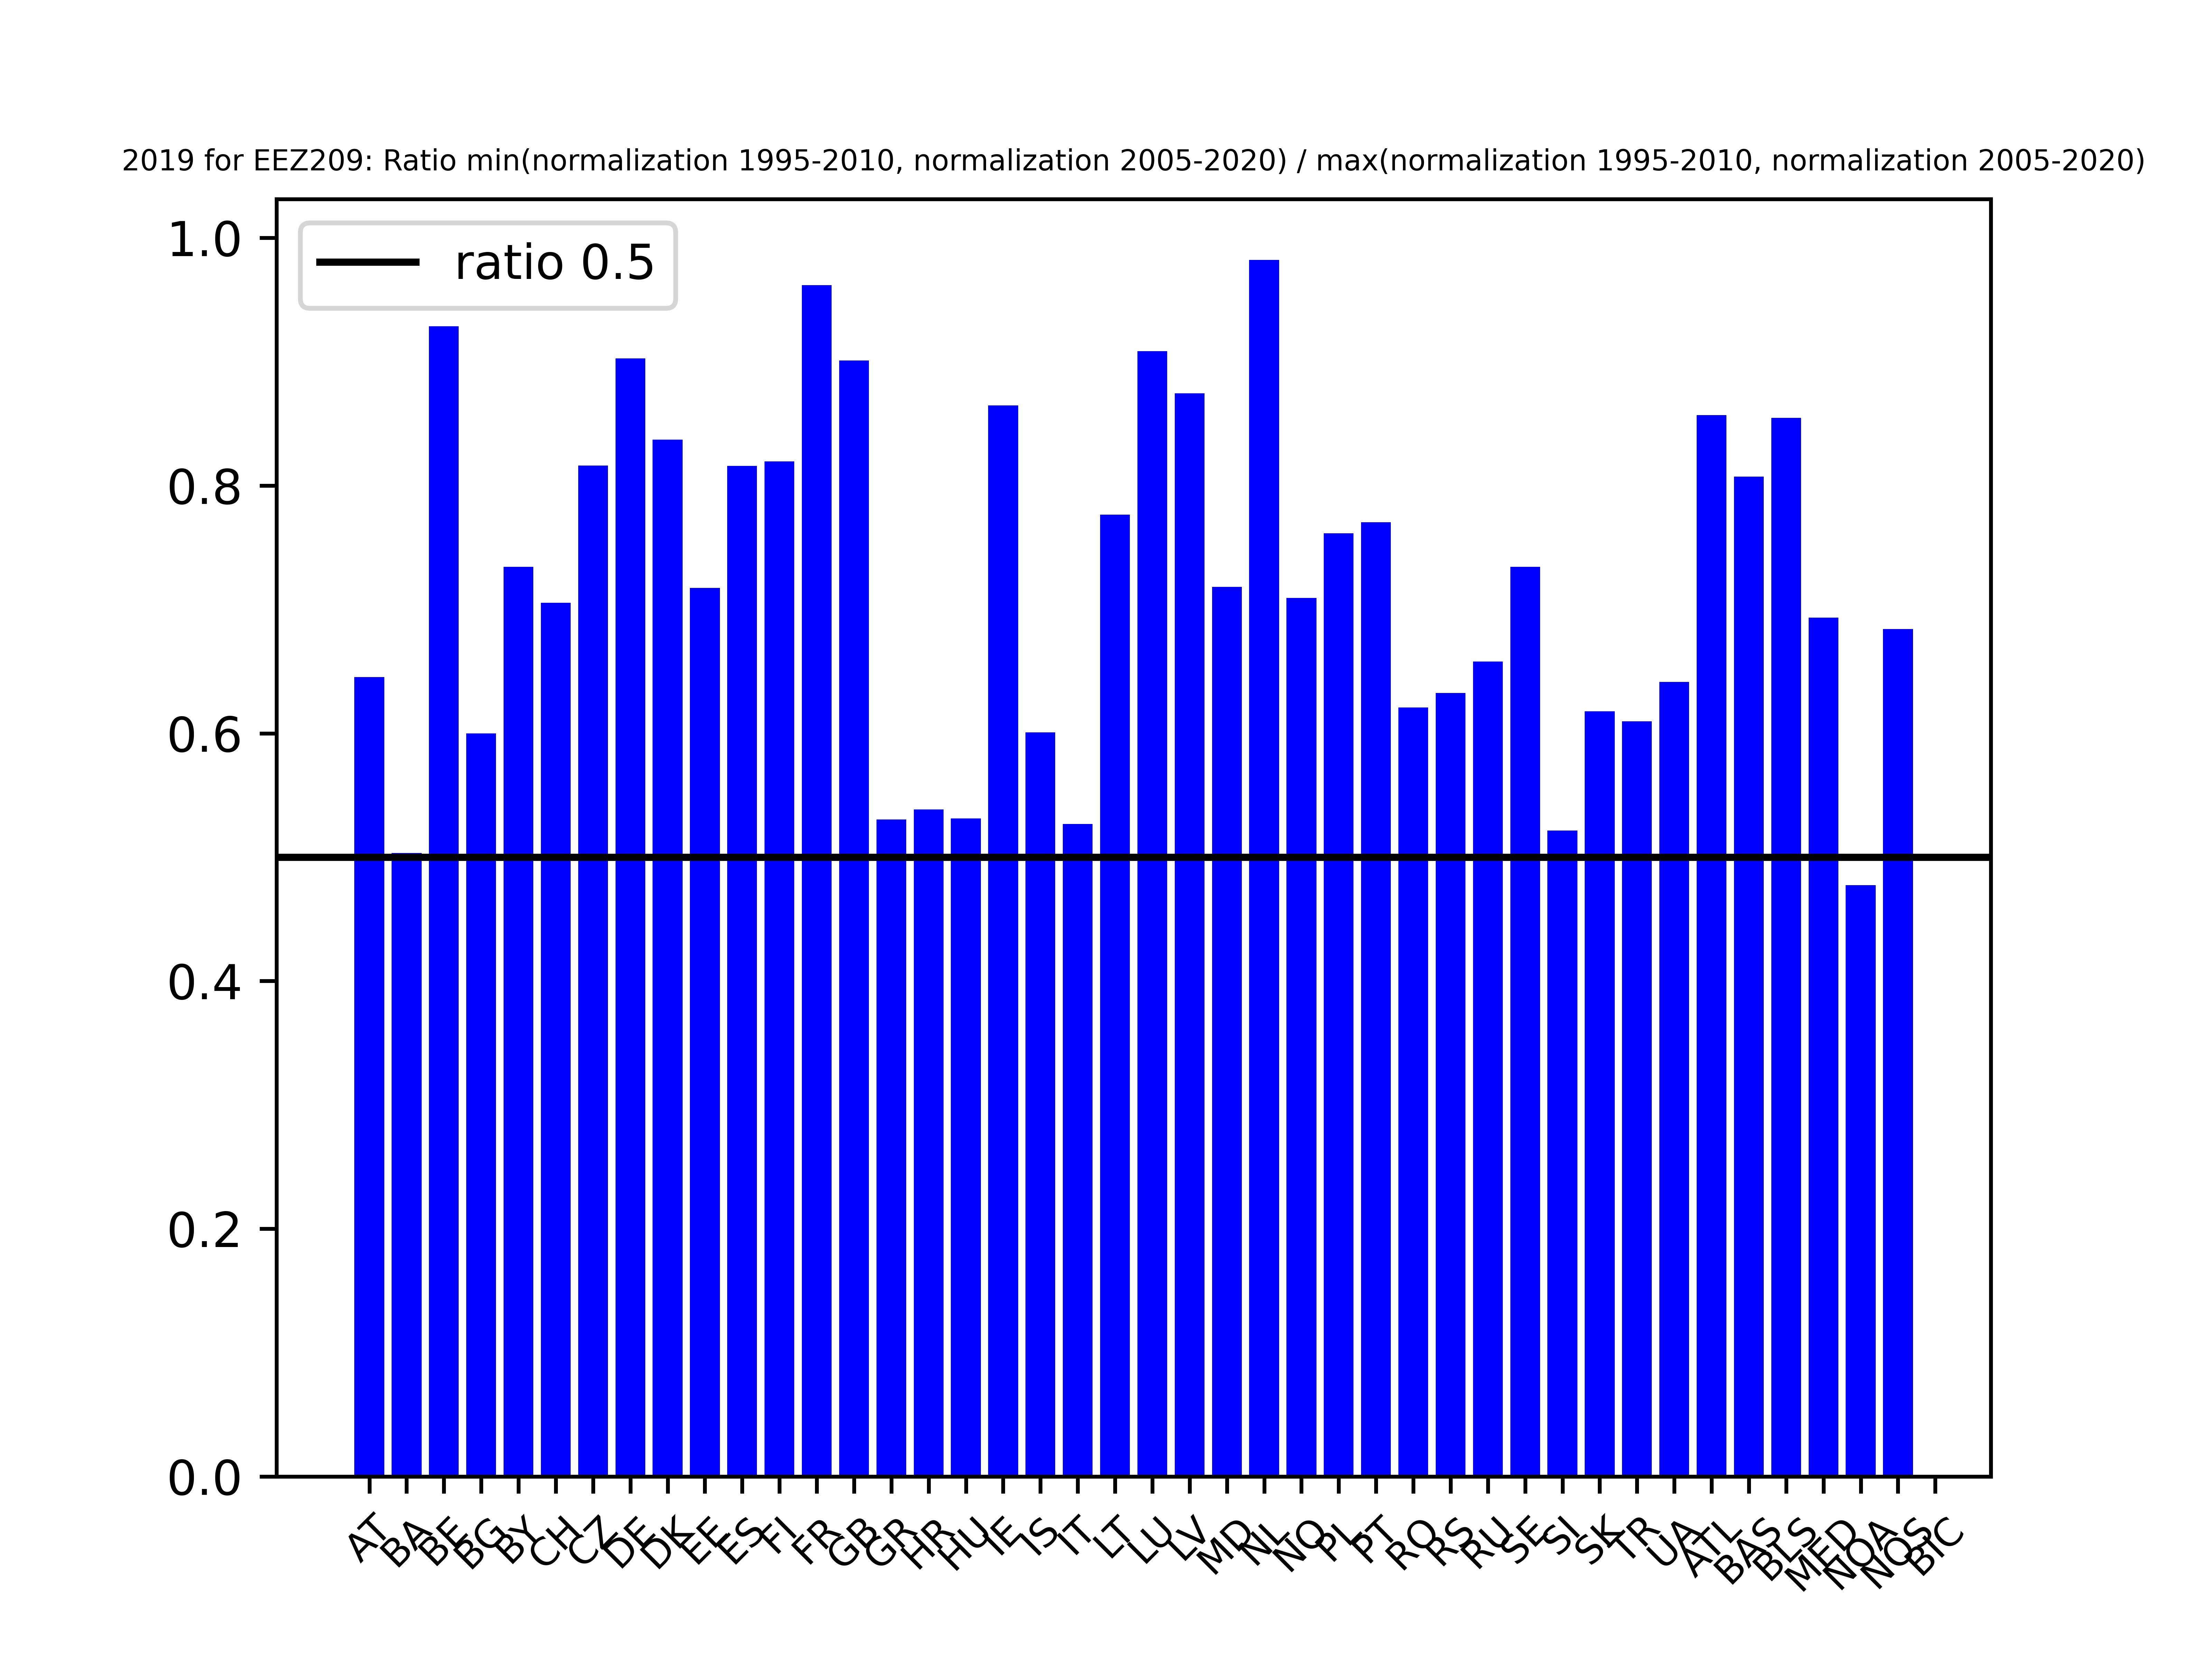 2019 for EEZ209: Ratio min(normalization 1995-2010, normalization 2005-2020) / max(normalization 1995-2010, normalization 2005-2020)
ratio 0.5
1.0
0.8
0.6
0.4
0.2
0.0
AT BA BE BG BY CH CZ DE DK EE ES FI FR GB GR HR HU IE IS IT LT LU LV MD NL NO PL PT RO RS RU SE SI SK TR UA ATL BAS BLS MED NOA NOS BIC